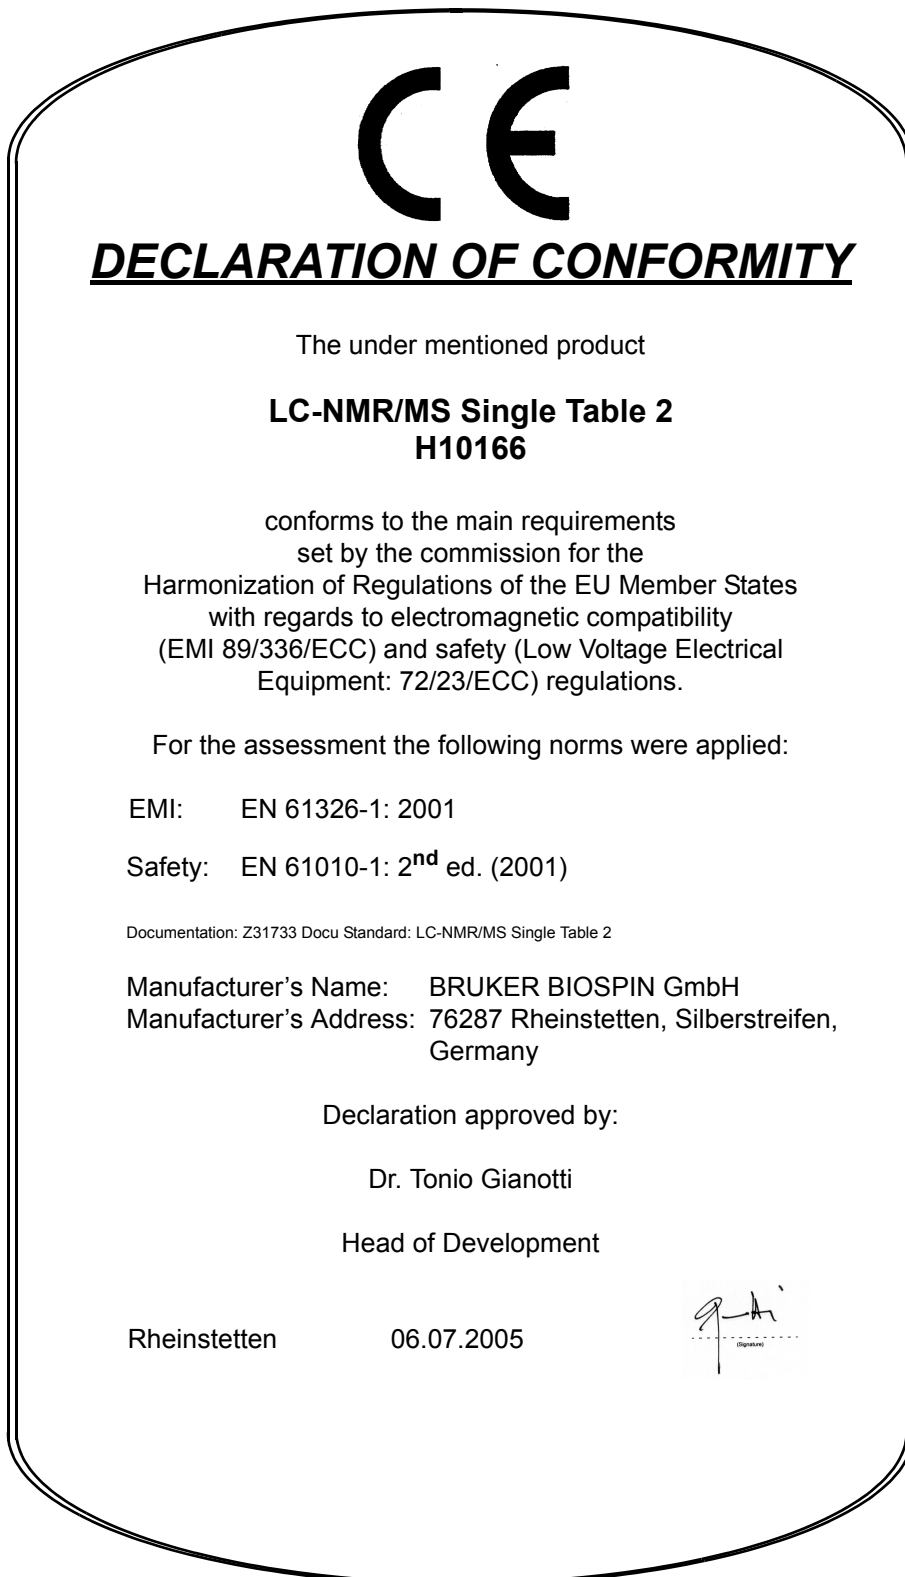 CE
DECLARATION OF CONFORMITY
The under mentioned product
LC-NMR/MS Single Table 2
H10166
conforms to the main requirements
set by the commission for the
Harmonization of Regulations of the EU Member States
with regards to electromagnetic compatibility
(EMI 89/336/ECC) and safety (Low Voltage Electrical
Equipment: 72/23/ECC) regulations.
For the assessment the following norms were applied:
EMI: EN 61326-1: 2001
Safety: EN 61010-1: 2nd ed. (2001)
Documentation: Z31733 Docu Standard: LC-NMR/MS Single Table 2
Manufacturer’s Name: BRUKER BIOSPIN GmbH
Manufacturer’s Address: 76287 Rheinstetten, Silberstreifen,
Germany
Declaration approved by:
Dr. Tonio Gianotti
Head of Development
Rheinstetten 06.07.2005
(Signature)